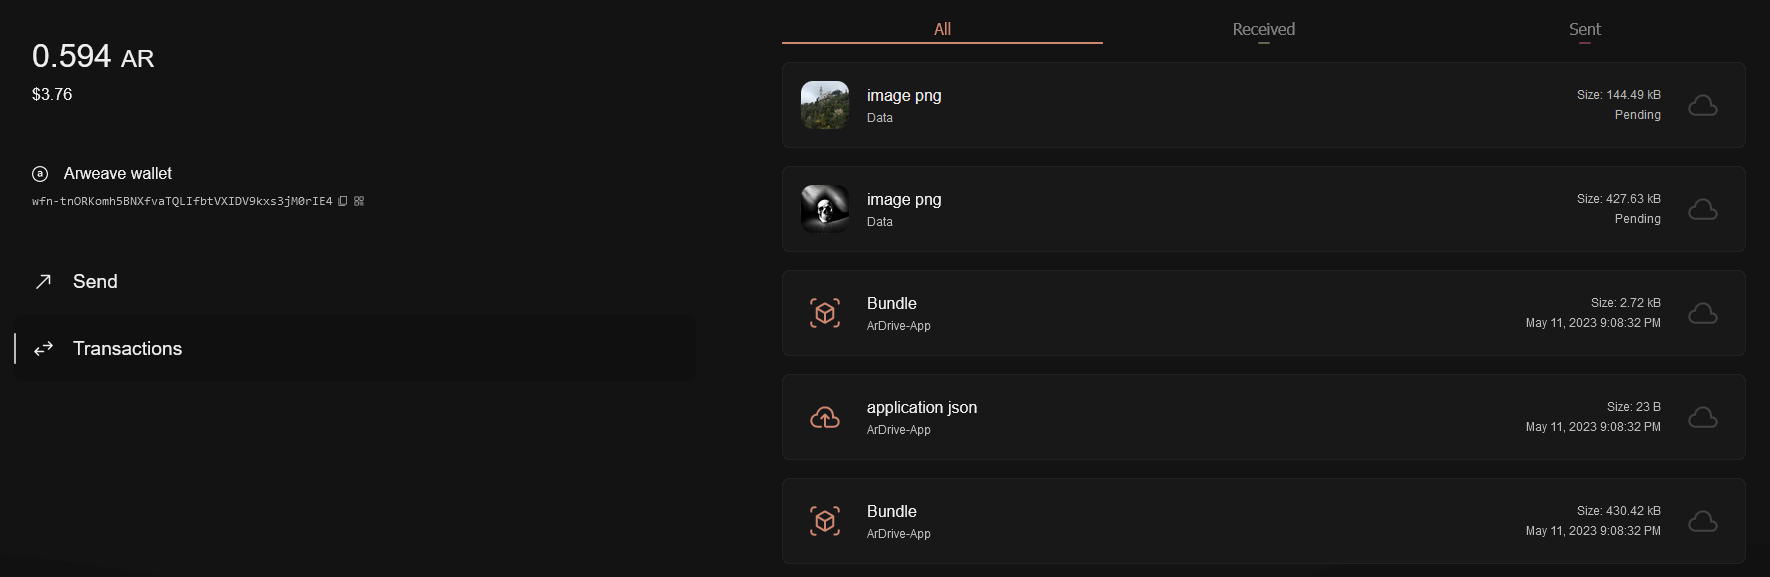 0.594 AR
$3.76
Arweave wallet
wfn-tnORKomh5BNXfvaTQLIfbtVXIDV9kxs3jM0rIE4
Send
Transactions
All
Received
Sent
image png
Data
Size: 144.49 kB
Pending
image png
Data
Size: 427.63 kB
Pending
Bundle
ArDrive-App
Size: 2.72 kB
May 11, 2023 9:08:32 PM
application json
ArDrive-App
Size: 23 B
May 11, 2023 9:08:32 PM
Bundle
ArDrive-App
Size: 430.42 kB
May 11, 2023 9:08:32 PM